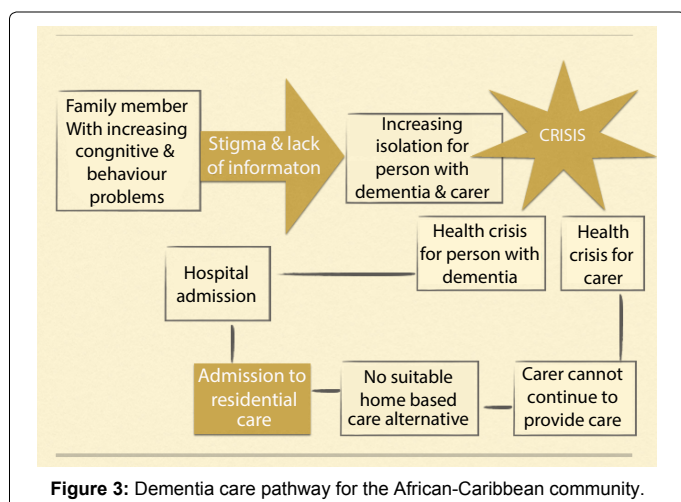 Family member
With increasing
congnitive &
behaviour
problems
Stigma & lack
of informaton
Increasing
isolation for
person with
dementia & carer
CRISIS
Health crisis
for person with
dementia
Health
crisis for
carer
Hospital
admission
Admission to
residential
care
No suitable
home based
care alternative
Carer cannot
continue to
provide care
Figure 3: Dementia care pathway for the African-Caribbean community.